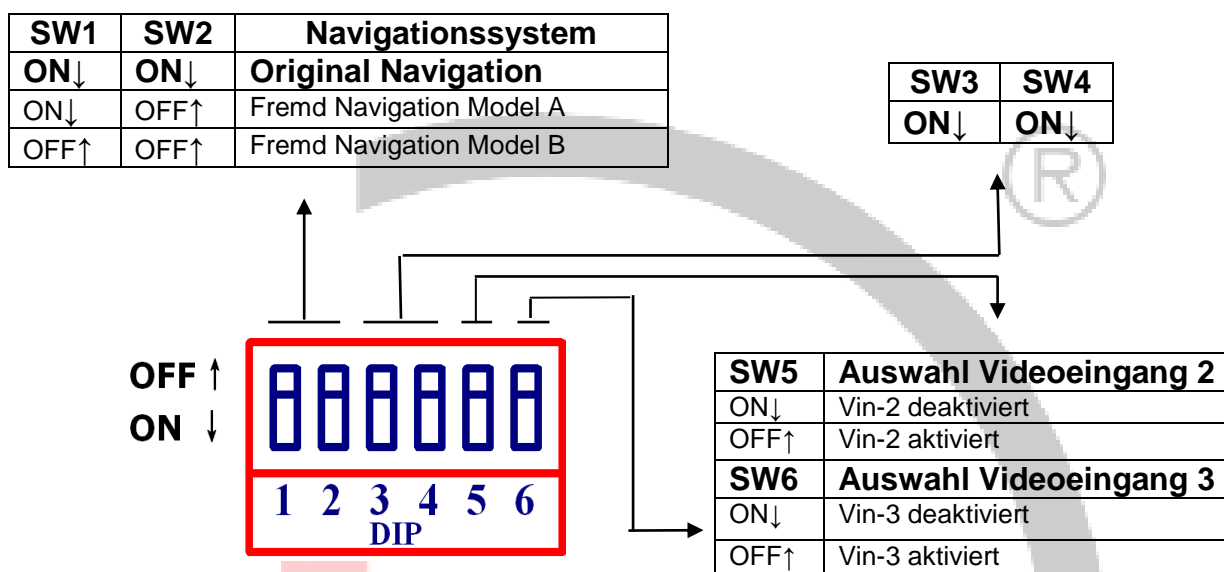 SW1 SW2 Navigationssystem
ON↓ ON↓ Original Navigation
ON↓ OFF↑ Fremd Navigation Model A
OFF↑ OFF↑ Fremd Navigation Model B
SW3 SW4
ON↓ ON↓
®
OFF ↑
ON ↓
1 2 3 4 5 6
DIP
SW5 Auswahl Videoeingang 2
ON↓ Vin-2 deaktiviert
OFF↑ Vin-2 aktiviert
SW6 Auswahl Videoeingang 3
ON↓ Vin-3 deaktiviert
OFF↑ Vin-3 aktiviert